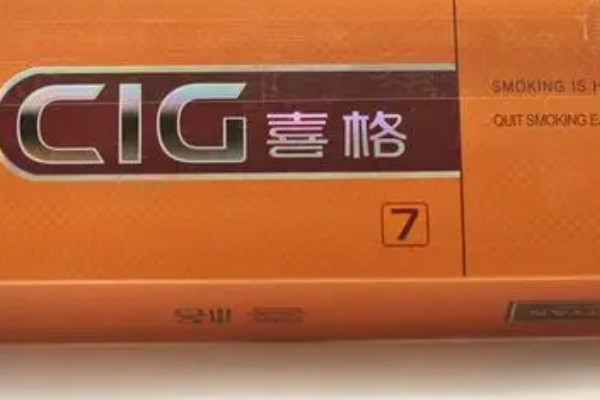 CIG 喜格
7
SMOKING IS H
QUIT SMOKING EA